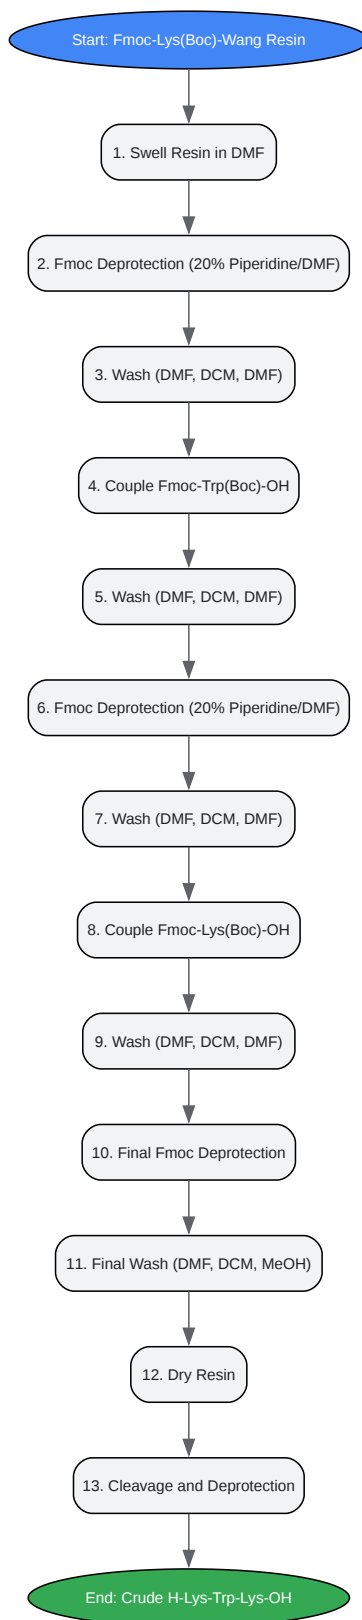 Start: Fmoc-Lys(Boc)-Wang Resin
1. Swell Resin in DMF
2. Fmoc Deprotection (20% Piperidine/DMF)
3. Wash (DMF, DCM, DMF)
4. Couple Fmoc-Trp(Boc)-OH
5. Wash (DMF, DCM, DMF)
6. Fmoc Deprotection (20% Piperidine/DMF)
7. Wash (DMF, DCM, DMF)
8. Couple Fmoc-Lys(Boc)-OH
9. Wash (DMF, DCM, DMF)
10. Final Fmoc Deprotection
11. Final Wash (DMF, DCM, MeOH)
12. Dry Resin
13. Cleavage and Deprotection
End: Crude H-Lys-Trp-Lys-OH